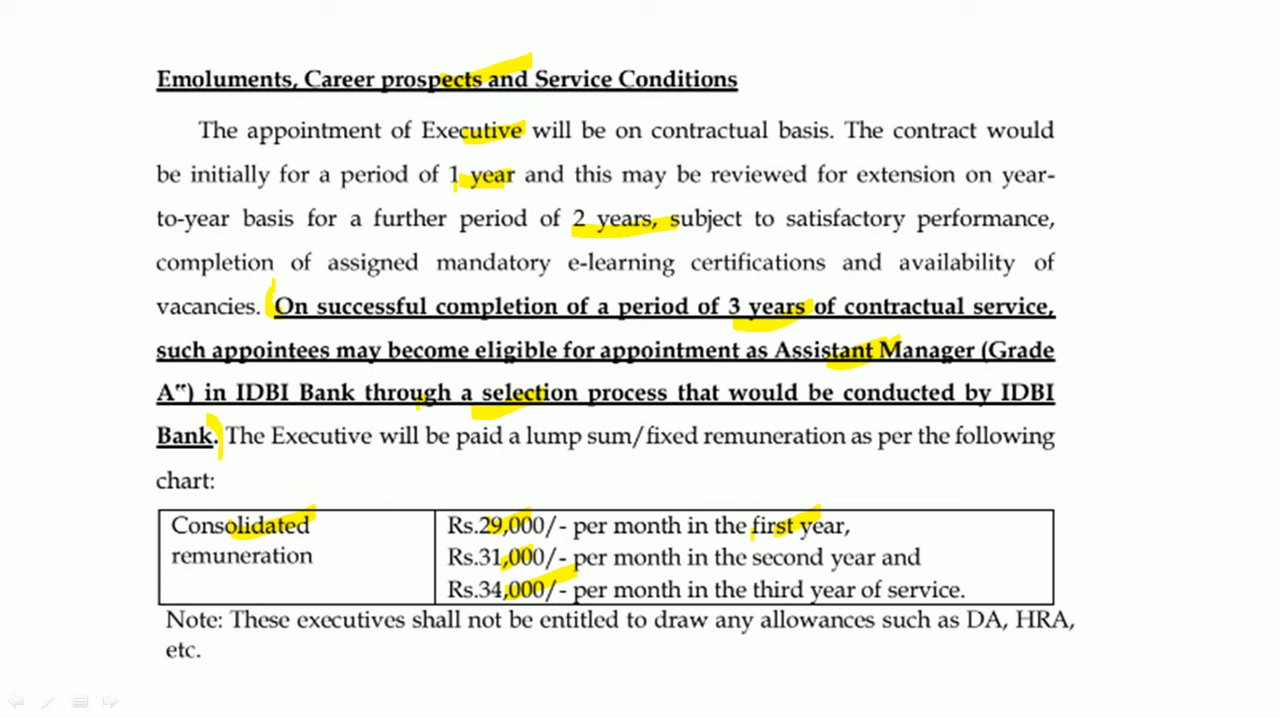 Emoluments, Career prospects and Service Conditions
The appointment of Executive will be on contractual basis. The contract would
be initially for a period of 1 year and this may be reviewed for extension on year-
to-year basis for a further period of 2 years, subject to satisfactory performance,
completion of assigned mandatory e-learning certifications and availability of
vacancies. On successful completion of a period of 3 years of contractual service,
such appointees may become eligible for appointment as Assistant Manager (Grade
A‟) in IDBI Bank through a selection process that would be conducted by IDBI
Bank. The Executive will be paid a lump sum/fixed remuneration as per the following
chart:
Consolidated remuneration
Rs.29,000/- per month in the first year,
Rs.31,000/- per month in the second year and
Rs.34,000/- per month in the third year of service.
Note: These executives shall not be entitled to draw any allowances such as DA, HRA,
etc.